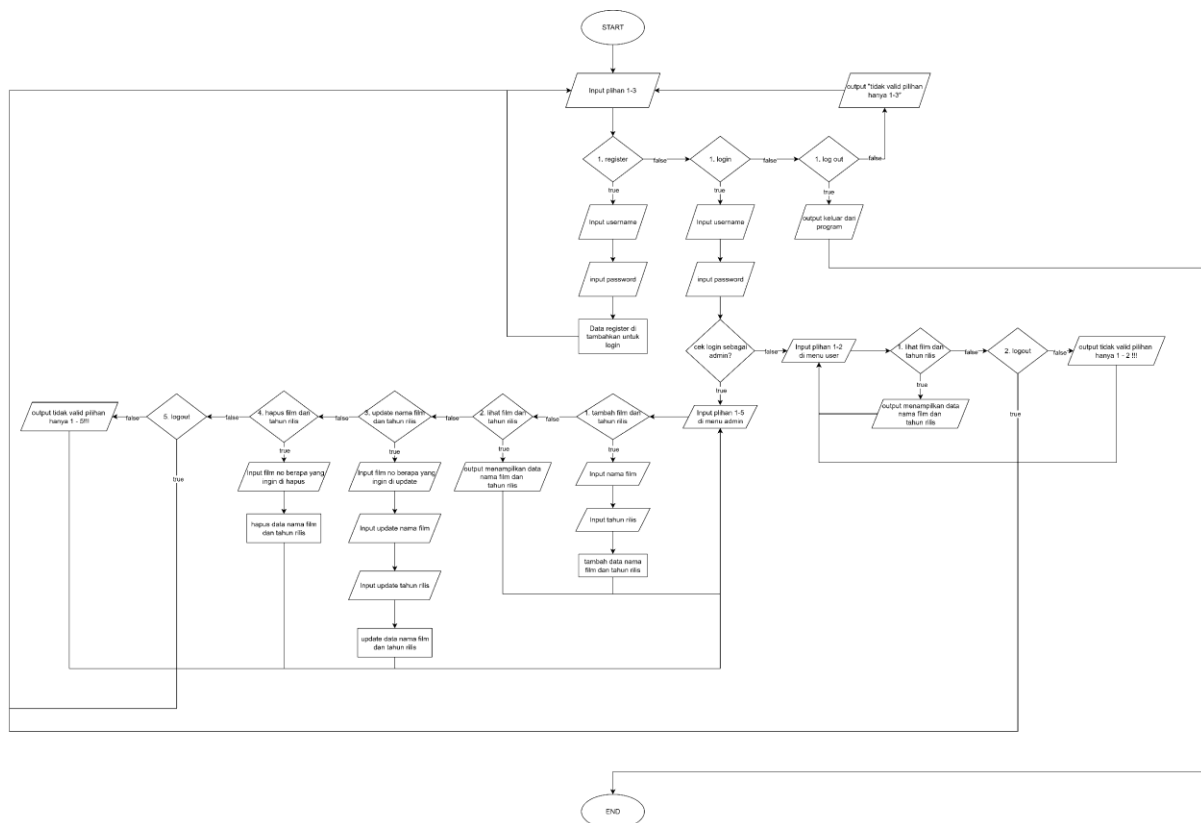 START
Input plihan 1-3
output "tidak valid pilihan
hanya 1-3"
1. register
false
1. login
false
1. log out
false
true
true
true
Input username
Input username
output keluar dari
program
input password
input password
Data register di
tambahkan untuk
login
cek login sebagai
admin?
false
Input plihan 1-2
di menu user
1. lihat film dan
tahun rilis
false
2. logout
false
output tidak valid pilihan
hanya 1 - 2 !!!
true
true
true
output menampilkan data
nama film dan
tahun rilis
output tidak valid pilihan
hanya 1 - 5!!!
false
5. logout
false
4. hapus film dan
tahun rilis
false
3. update nama film
dan tahun rilis
false
2. lihat film dan
tahun rilis
false
1. tambah film dan
tahun rilis
Input plihan 1-5
di menu admin
true
true
true
true
true
Input film no berapa yang
ingin di hapus
Input film no berapa yang
ingin di update
output menampilkan data
nama film dan
tahun rilis
Input nama film
hapus data nama film
dan tahun rilis
Input update nama film
Input tahun rilis
tambah data nama
film dan tahun rilis
Input update tahun rilis
update data nama film
dan tahun rilis
END